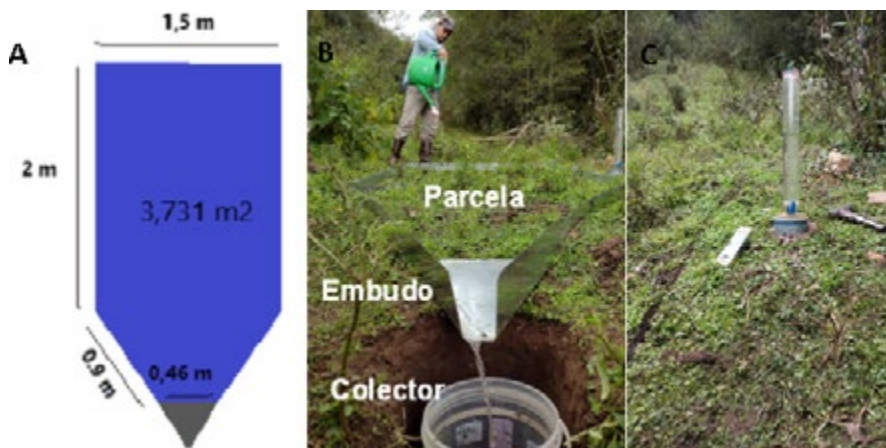 A
1,5 m
2 m
3,731 m2
0.9 m
0,46 m
B
Parcela
Embudo
Colector
C